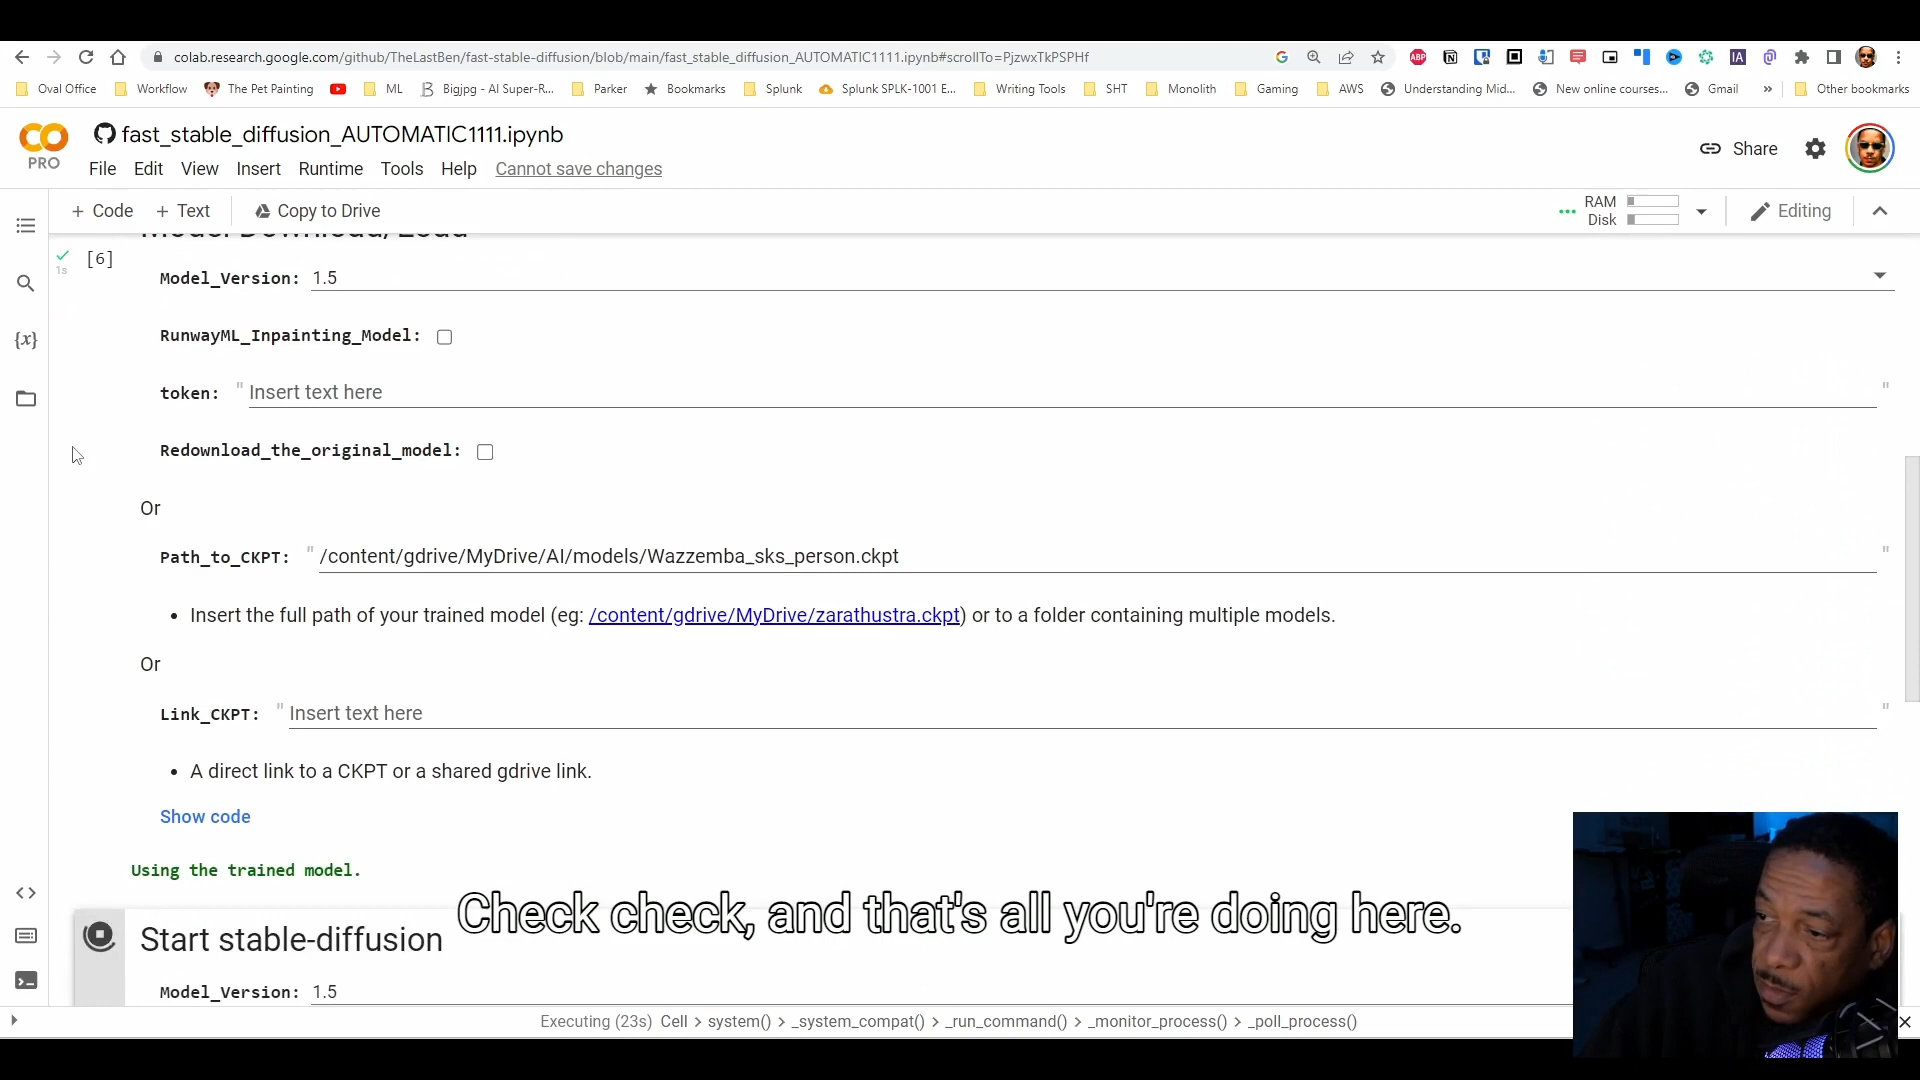 colab.research.google.com/github/TheLastBen/fast-stable-diffusion/blob/main/fast_stable_diffusion_AUTOMATIC1111.ipynb#scrollTo=PjzwxTkPSPHf
Oval Office Workflow The Pet Painting ML Bigjpg - AI Super-R... Parker Bookmarks Splunk Splunk SPLK-1001 E... Writing Tools SHT Monolith Gaming AWS Understanding Mid... New online courses... Gmail » Other bookmarks
PRO
fast_stable_diffusion_AUTOMATIC1111.ipynb
File Edit View Insert Runtime Tools Help Cannot save changes
Share
+ Code + Text Copy to Drive
RAM
Disk
Editing
Model Download/Load
[6]
1s
Model_Version: 1.5
RunwayML_Inpainting_Model:
token: " Insert text here "
Redownload_the_original_model:
Or
Path_to_CKPT: " /content/gdrive/MyDrive/AI/models/Wazzemba_sks_person.ckpt "
• Insert the full path of your trained model (eg: /content/gdrive/MyDrive/zarathustra.ckpt) or to a folder containing multiple models.
Or
Link_CKPT: " Insert text here "
• A direct link to a CKPT or a shared gdrive link.
Show code
Using the trained model.
Check check, and that's all you're doing here.
Start stable-diffusion
Model_Version: 1.5
Executing (23s) Cell > system() > _system_compat() > _run_command() > _monitor_process() > _poll_process()